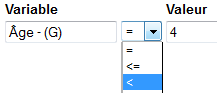 Variable Valeur
Âge - (G) = 4
=
<=
<